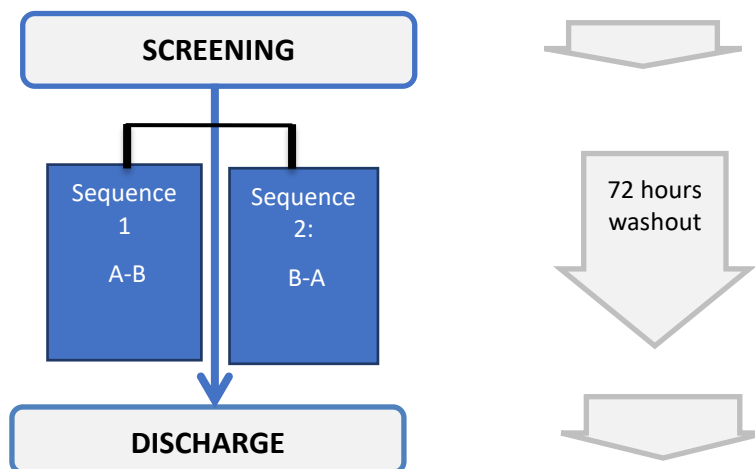 SCREENING
Sequence
1
A-B
Sequence
2:
B-A
72 hours
washout
DISCHARGE